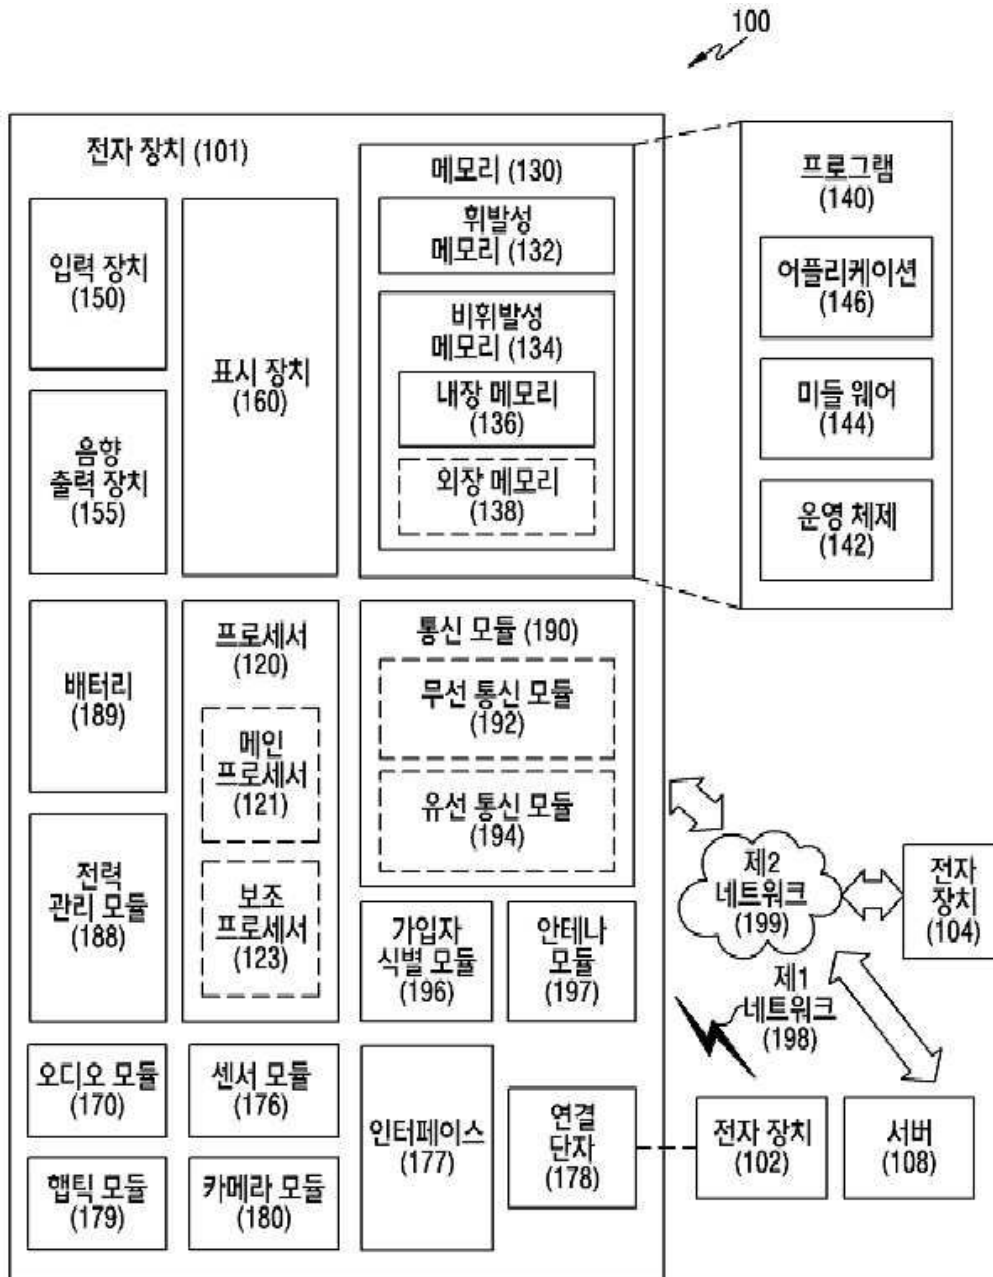 100
전자 장치 (101)
입력 장치
(150)
음향
출력 장치
(155)
표시 장치
(160)
메모리 (130)
휘발성
메모리 (132)
비휘발성
메모리 (134)
내장 메모리
(136)
외장 메모리
(138)
프로그램
(140)
어플리케이션
(146)
미들 웨어
(144)
운영 체제
(142)
배터리
(189)
전력
관리 모듈
(188)
프로세서
(120)
메인
프로세서
(121)
보조
프로세서
(123)
통신 모듈 (190)
무선 통신 모듈
(192)
유선 통신 모듈
(194)
가입자
식별 모듈
(196)
안테나
모듈
(197)
제2
네트워크
(199)
전자
장치
(104)
제1
네트워크
(198)
오디오 모듈
(170)
센서 모듈
(176)
햅틱 모듈
(179)
카메라 모듈
(180)
인터페이스
(177)
연결
단자
(178)
전자 장치
(102)
서버
(108)